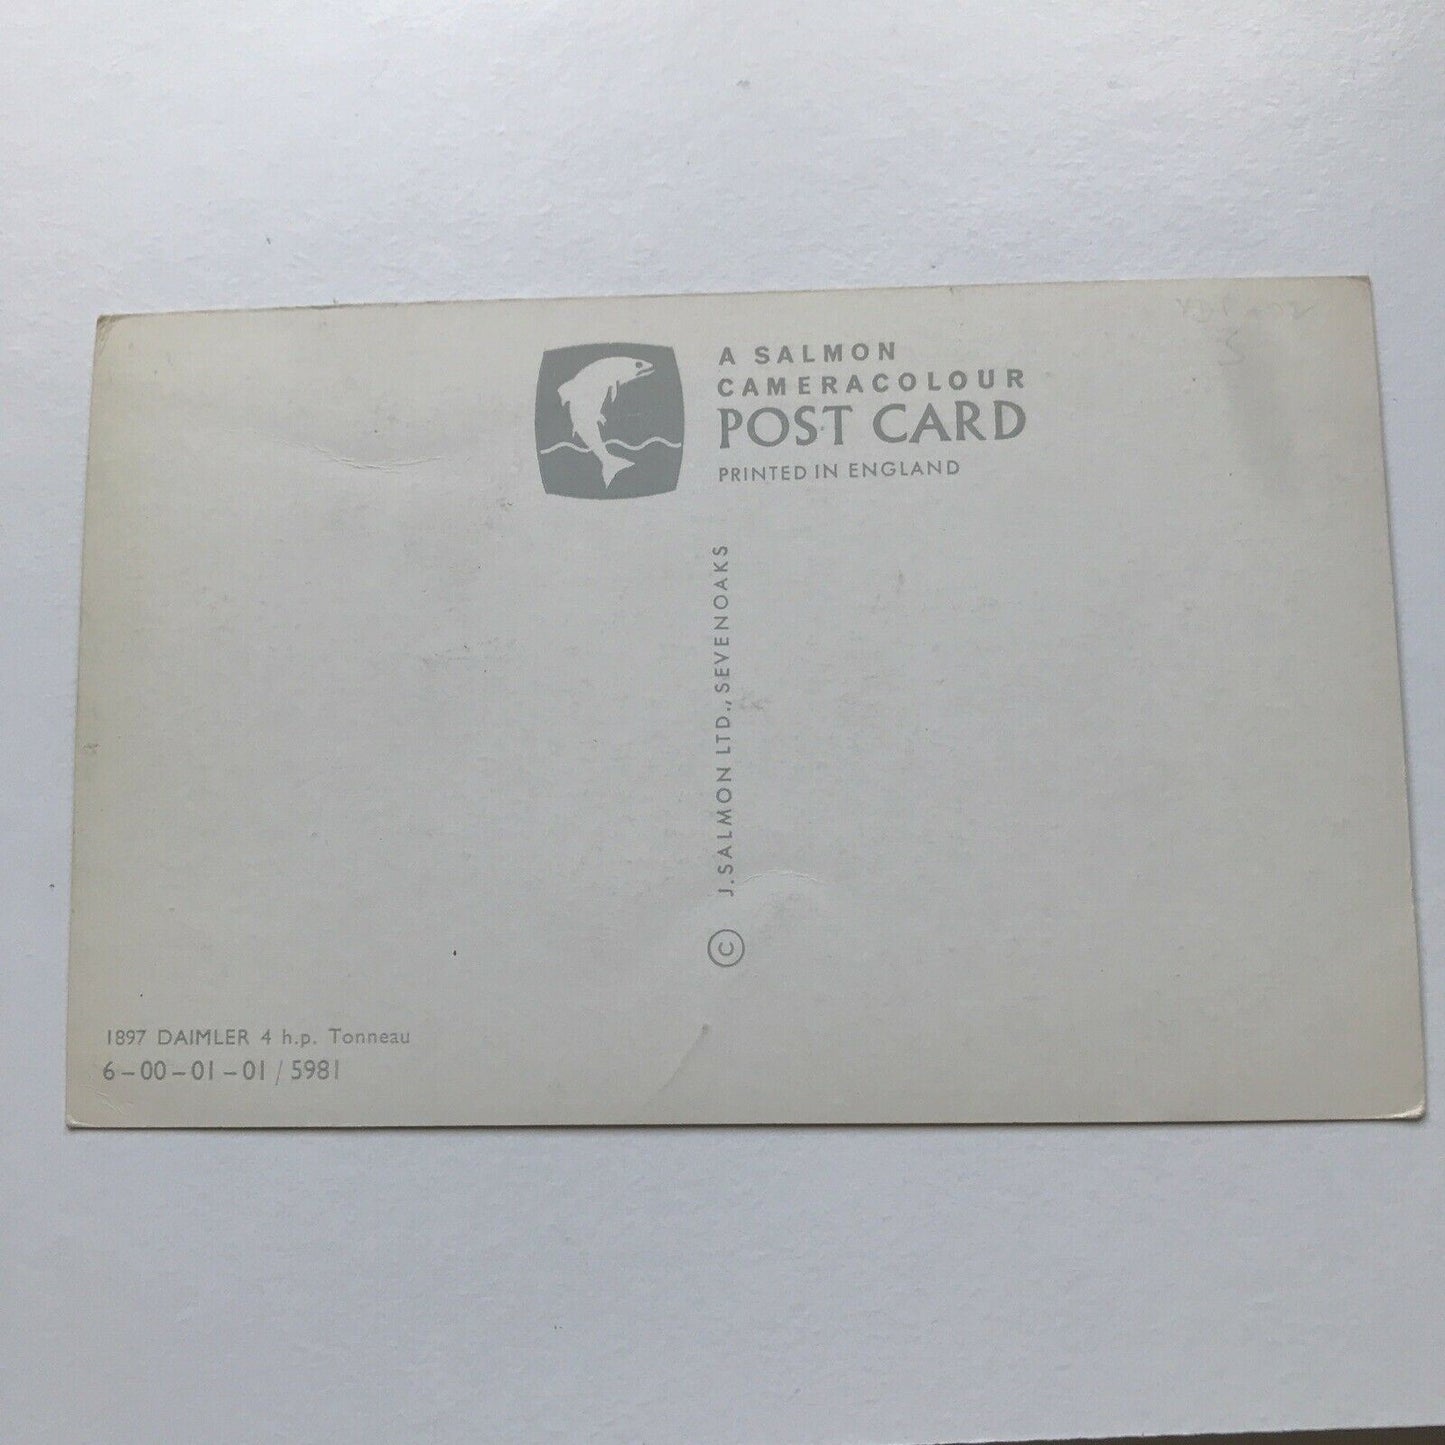 A SALMON
CAMERACOLOUR
POST CARD
PRINTED IN ENGLAND
© J. SALMON LTD., SEVENOAKS
1897 DAIMLER 4 h.p. Tonneau
6-00-01-01/5981